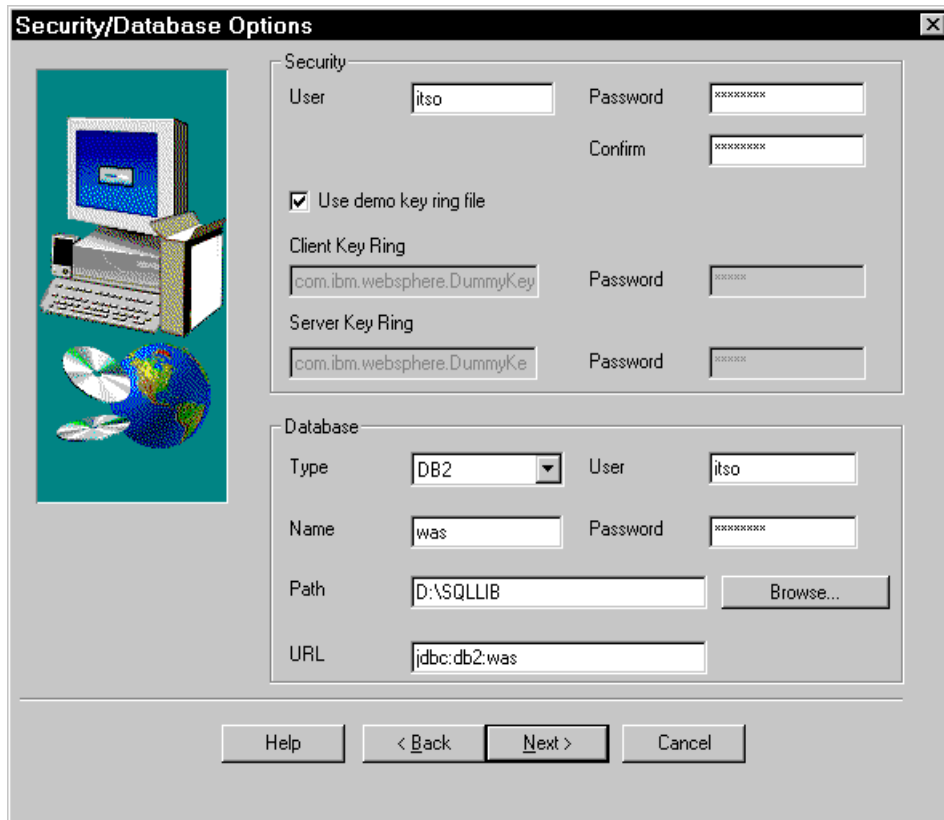 Security/Database Options
Security
User itso Password ********
Confirm ********
Use demo key ring file
Client Key Ring
com.ibm.websphere.DummyKey Password *****
Server Key Ring
com.ibm.websphere.DummyKe Password *****
Database
Type DB2 User itso
Name was Password ********
Path D:\SQLLIB Browse...
URL jdbc:db2:was
Help < Back Next > Cancel